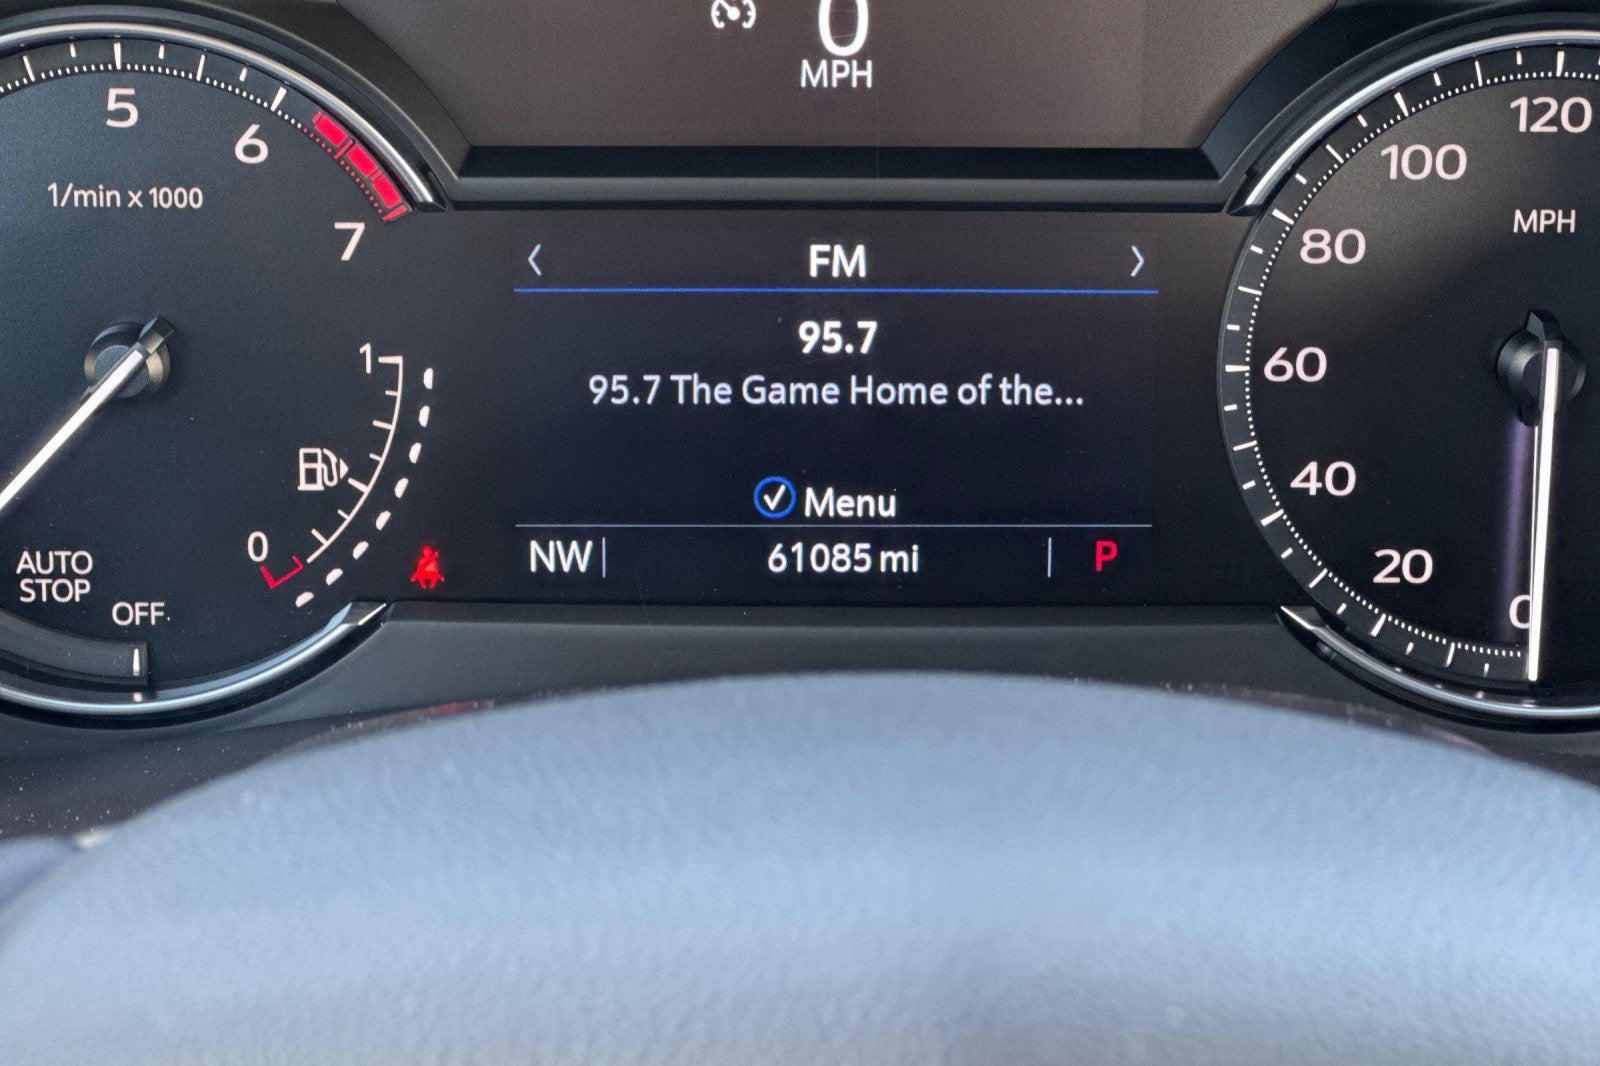 0
MPH
5
6
7
1/min x 1000
1
0
AUTO
STOP
OFF
< FM >
95.7
95.7 The Game Home of the...
Menu
NW| 61085 mi | P
120
100
MPH
80
60
40
20
0